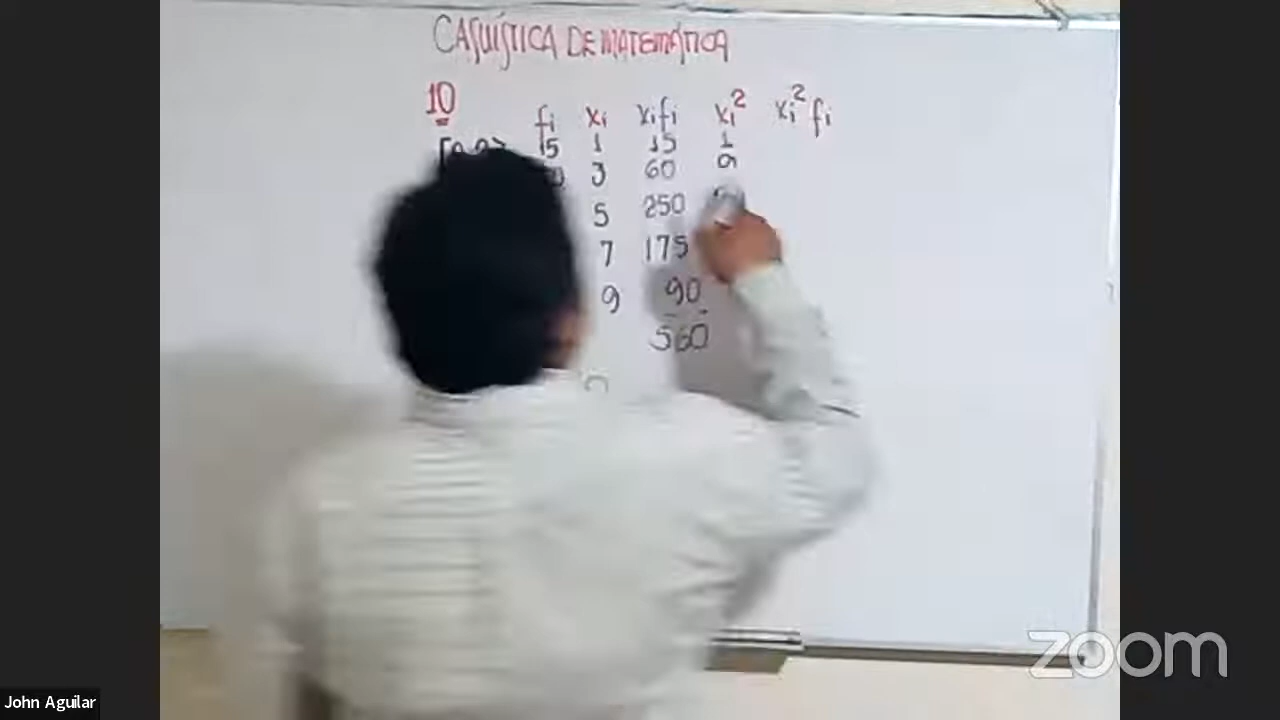 CASUÍSTICA DE MATEMÁTICA
10
fi xi xifi xi² xi²fi
15 1 15 1
3 60 9
5 250
7 175
9 90
560
zoom
John Aguilar